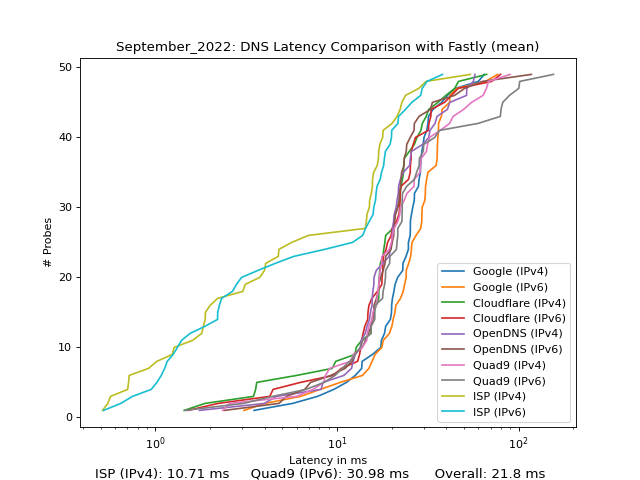 September_2022: DNS Latency Comparison with Fastly (mean)
50
40
30
20
10
0
# Probes
Google (IPv4)
Google (IPv6)
Cloudflare (IPv4)
Cloudflare (IPv6)
OpenDNS (IPv4)
OpenDNS (IPv6)
Quad9 (IPv4)
Quad9 (IPv6)
ISP (IPv4)
ISP (IPv6)
10⁰ 10¹ 10²
Latency in ms
ISP (IPv4): 10.71 ms Quad9 (IPv6): 30.98 ms Overall: 21.8 ms